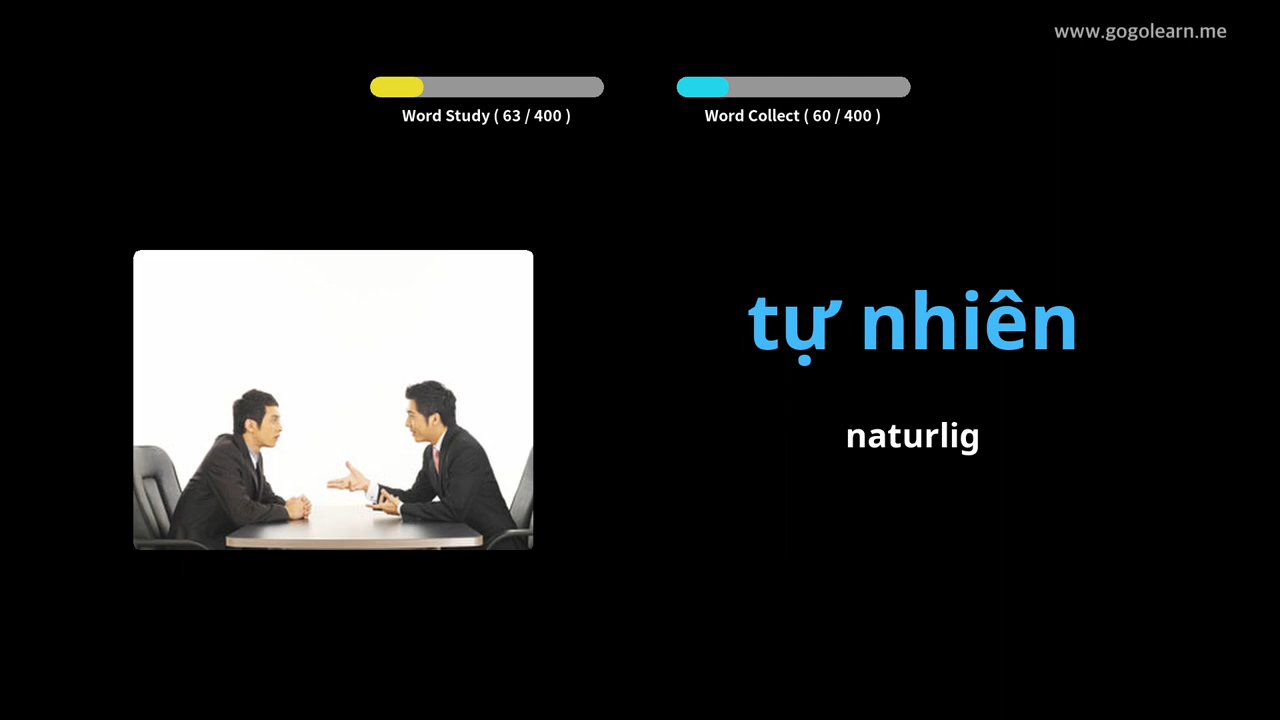 www.gogolearn.me
Word Study ( 63 / 400 )
Word Collect ( 60 / 400 )
tự nhiên
naturlig